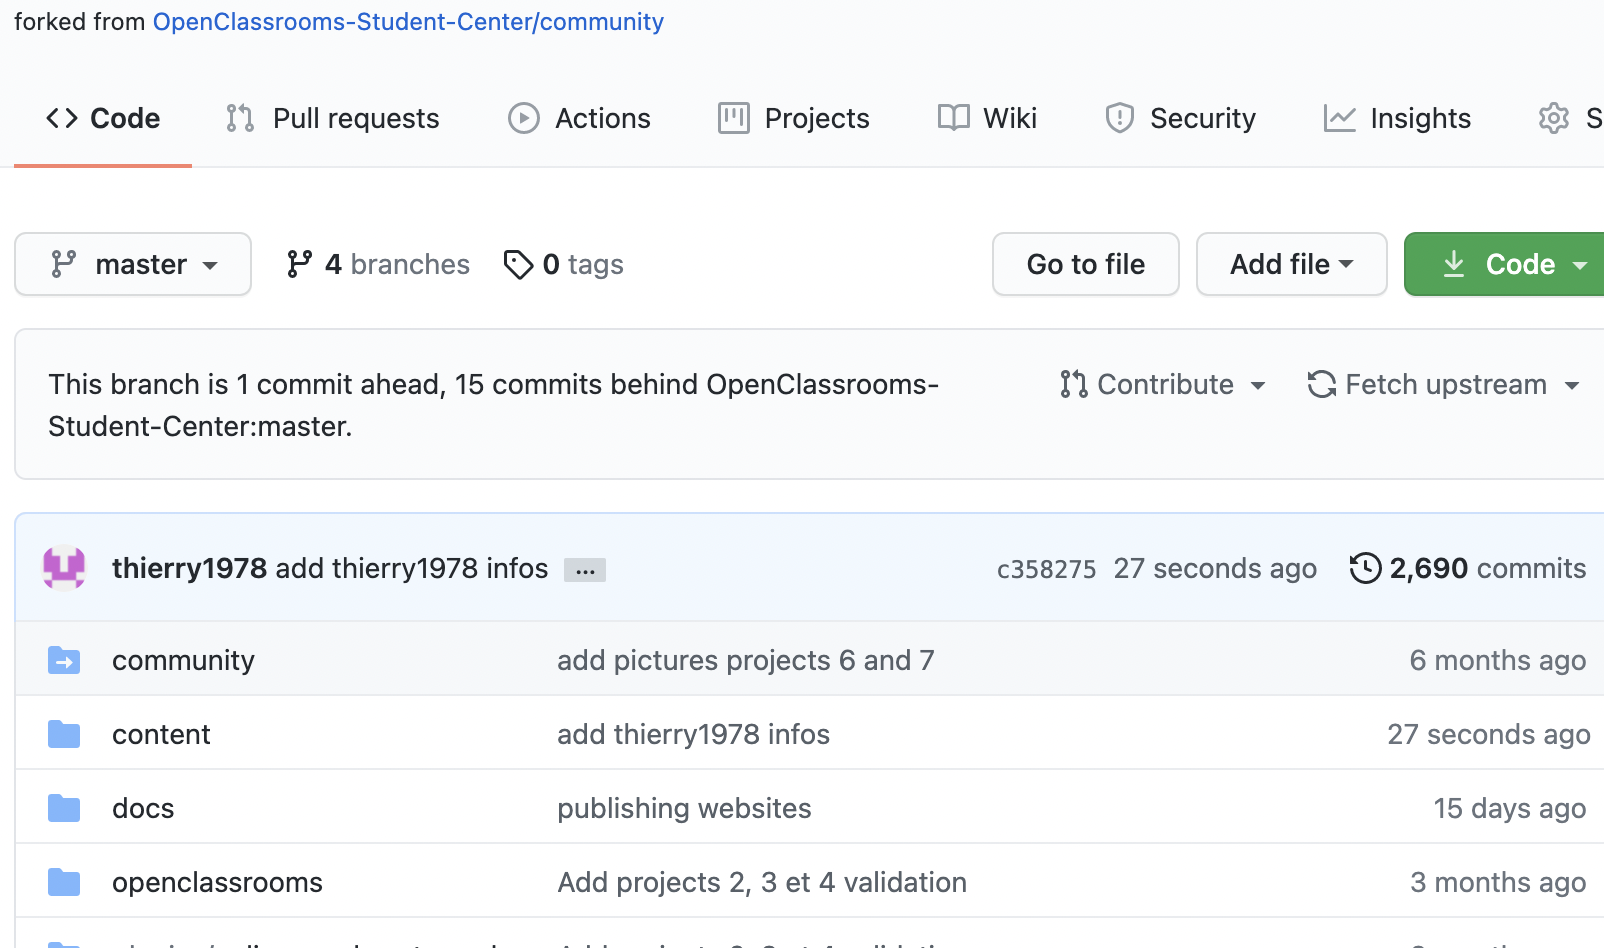 forked from OpenClassrooms-Student-Center/community
Code Pull requests Actions Projects Wiki Security Insights S
master 4 branches 0 tags Go to file Add file Code
This branch is 1 commit ahead, 15 commits behind OpenClassrooms-
Student-Center:master.
Contribute Fetch upstream
thierry1978 add thierry1978 infos ... c358275 27 seconds ago 2,690 commits
community add pictures projects 6 and 7 6 months ago
content add thierry1978 infos 27 seconds ago
docs publishing websites 15 days ago
openclassrooms Add projects 2, 3 et 4 validation 3 months ago